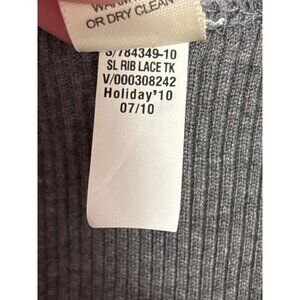 OR DRY CLEAN
S/784349-10
SL RIB LACE TK
V/000308242
Holiday'10
07/10